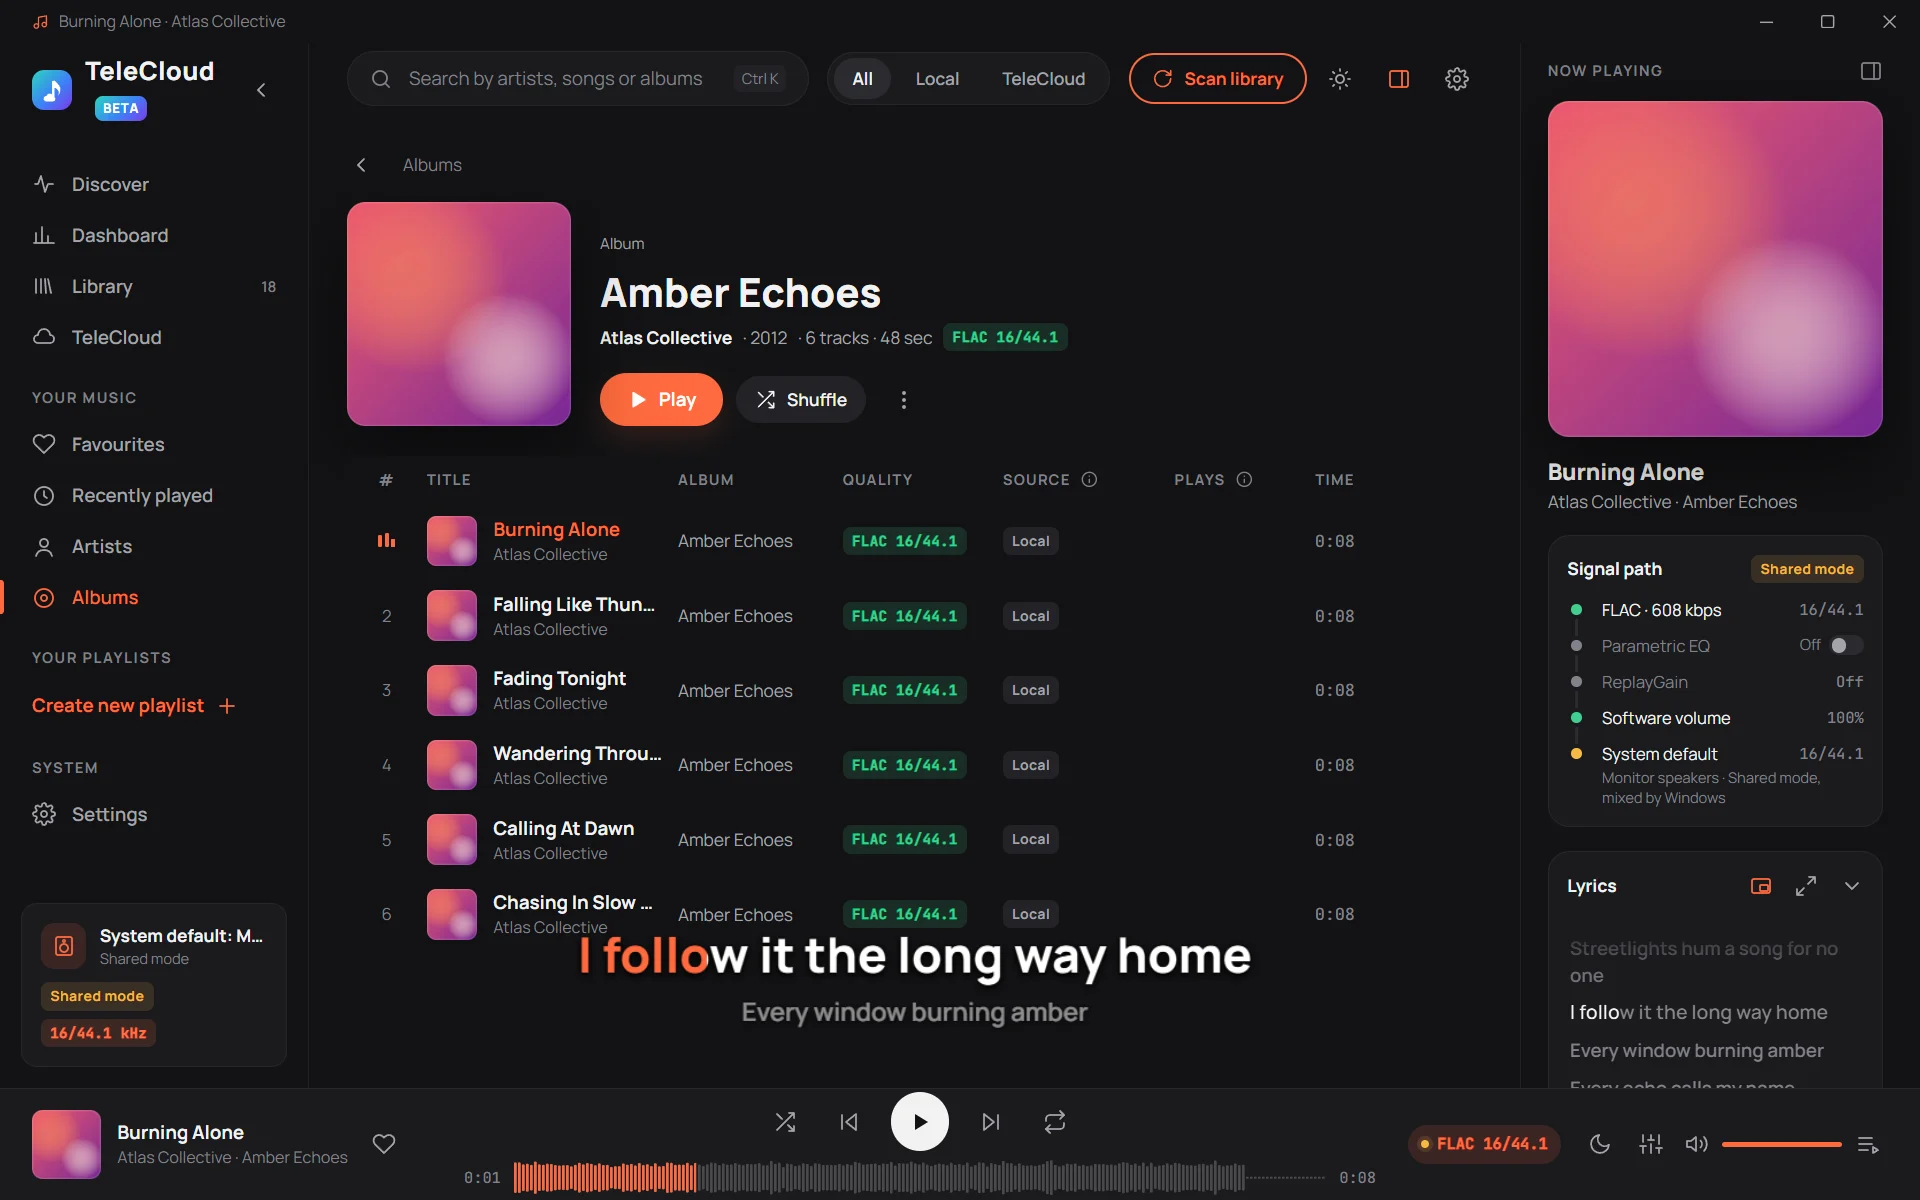 Burning Alone · Atlas Collective
TeleCloud
BETA
Discover
Dashboard
Library 18
TeleCloud
YOUR MUSIC
Favourites
Recently played
Artists
Albums
YOUR PLAYLISTS
Create new playlist
SYSTEM
Settings
System default: M...
Shared mode
Shared mode
16/44.1 kHz
Search by artists, songs or albums Ctrl K
All Local TeleCloud
Scan library
Albums
Album
Amber Echoes
Atlas Collective · 2012 · 6 tracks · 48 sec FLAC 16/44.1
Play Shuffle
# TITLE ALBUM QUALITY SOURCE PLAYS TIME
Burning Alone
Atlas Collective
Amber Echoes FLAC 16/44.1 Local 0:08
2 Falling Like Thun...
Atlas Collective
Amber Echoes FLAC 16/44.1 Local 0:08
3 Fading Tonight
Atlas Collective
Amber Echoes FLAC 16/44.1 Local 0:08
4 Wandering Throu...
Atlas Collective
Amber Echoes FLAC 16/44.1 Local 0:08
5 Calling At Dawn
Atlas Collective
Amber Echoes FLAC 16/44.1 Local 0:08
6 Chasing In Slow ...
Atlas Collective
Amber Echoes FLAC 16/44.1 Local 0:08
I follow it the long way home
Every window burning amber
NOW PLAYING
Burning Alone
Atlas Collective · Amber Echoes
Signal path Shared mode
FLAC · 608 kbps 16/44.1
Parametric EQ Off
ReplayGain Off
Software volume 100%
System default 16/44.1
Monitor speakers · Shared mode,
mixed by Windows
Lyrics
Streetlights hum a song for no
one
I follow it the long way home
Every window burning amber
Every echo calls my name
Burning Alone
Atlas Collective · Amber Echoes
0:01 0:08
FLAC 16/44.1